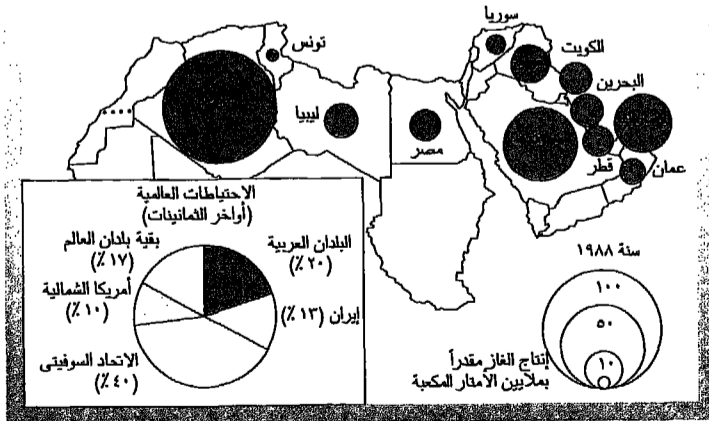 سوريا
تونس
الكويت
البحرين
ليبيا
مصر
قطر
عمان
الاحتياطات العالمية
(أواخر الثمانينات)
بقية بلدان العالم
(١٧ ٪)
البلدان العربية
(٢٠ ٪)
أمريكا الشمالية
(١٠ ٪)
إيران (١٣ ٪)
الاتحاد السوفيتى
(٤٠ ٪)
سنة ١٩٨٨
١٠٠
٥٠
١٠
إنتاج الغاز مقدراً
بملايين الأمتار المكعبة